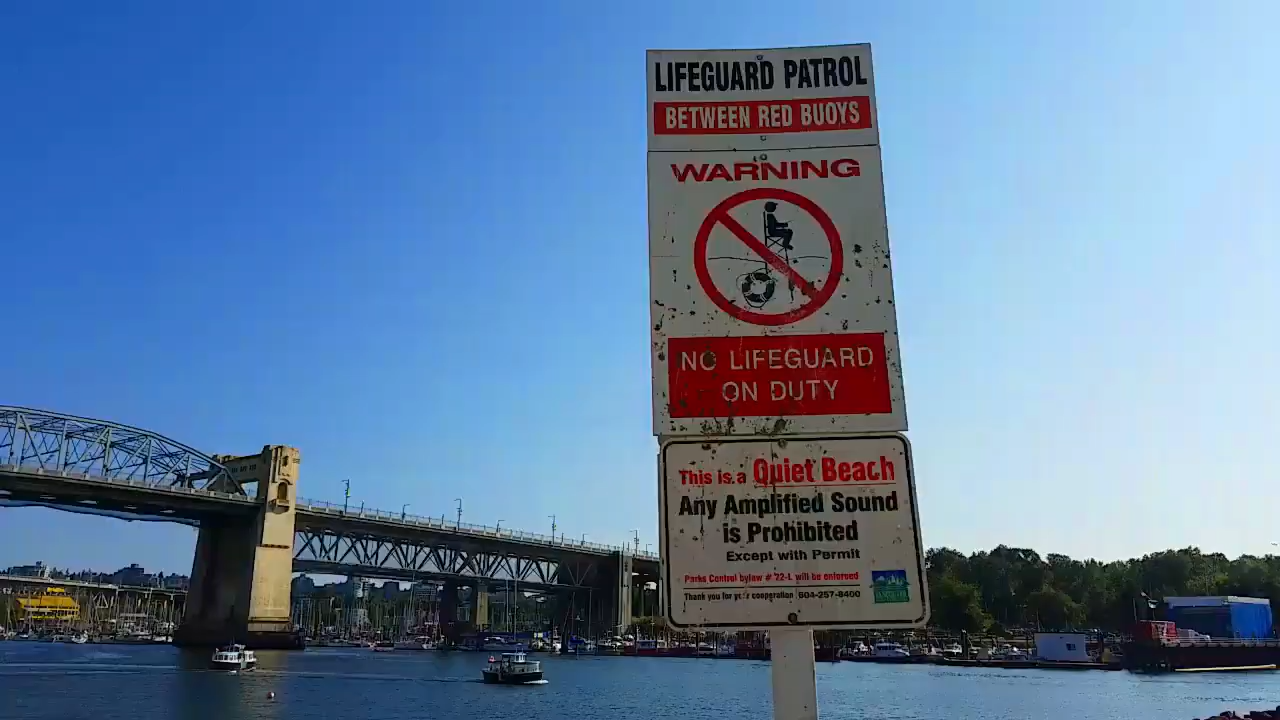 LIFEGUARD PATROL
BETWEEN RED BUOYS
WARNING
NO LIFEGUARD
ON DUTY
This is a Quiet Beach
Any Amplified Sound
is Prohibited
Except with Permit
Parks Control bylaw # 22-L will be enforced
Thank you for your cooperation 604-257-8400